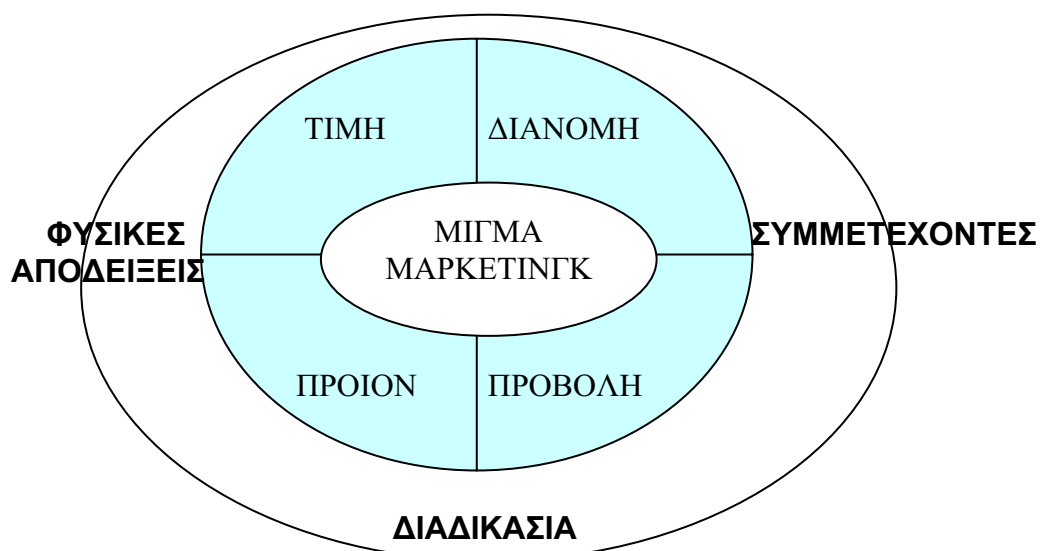 ΤΙΜΗ
ΔΙΑΝΟΜΗ
ΦΥΣΙΚΕΣ
ΑΠΟΔΕΙΞΕΙΣ
ΜΙΓΜΑ
ΜΑΡΚΕΤΙΝΓΚ
ΣΥΜΜΕΤΕΧΟΝΤΕΣ
ΠΡΟΙΟΝ
ΠΡΟΒΟΛΗ
ΔΙΑΔΙΚΑΣΙΑ